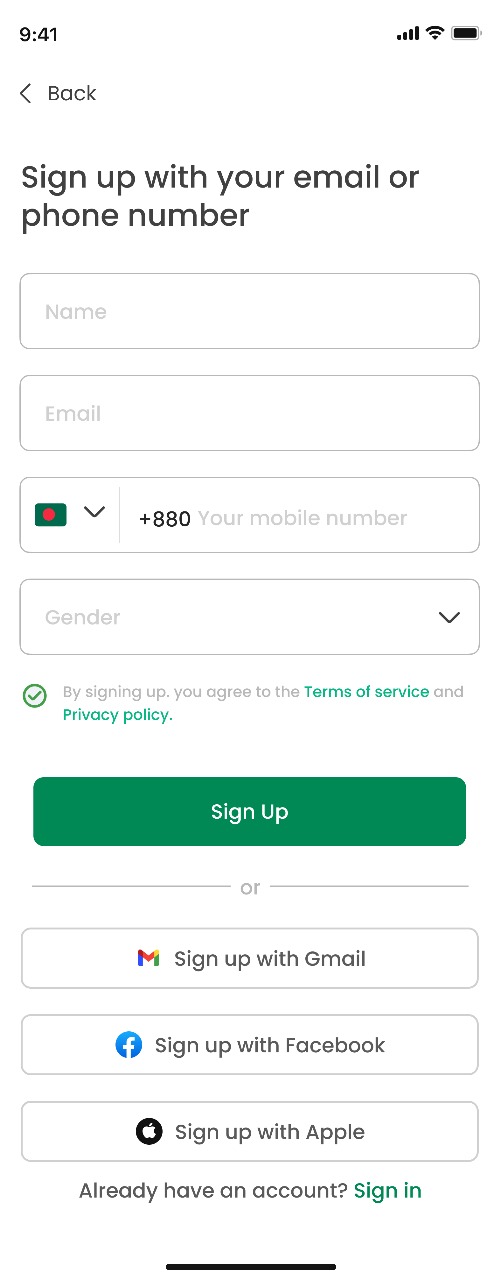 9:41
Back
Sign up with your email or
phone number
Name
Email
+880 Your mobile number
Gender
By signing up. you agree to the Terms of service and
Privacy policy.
Sign Up
or
Sign up with Gmail
Sign up with Facebook
Sign up with Apple
Already have an account? Sign in